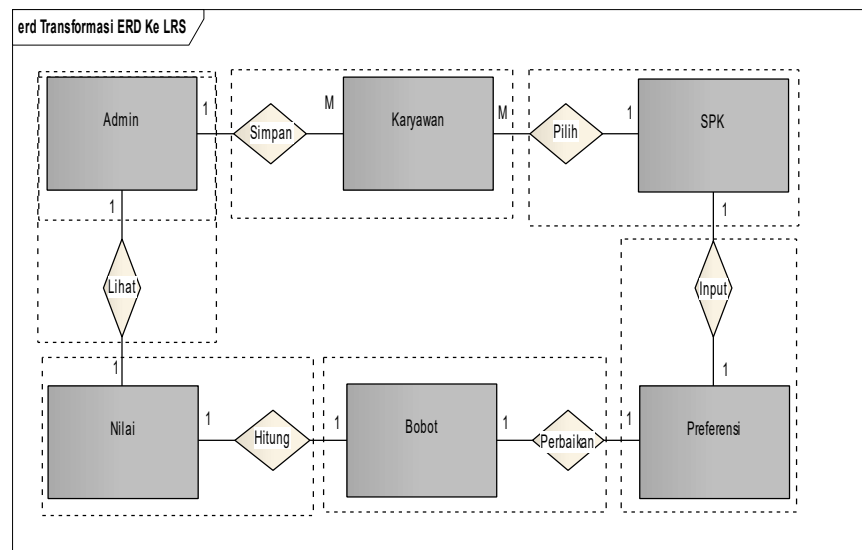 erd Transformasi ERD Ke LRS
Admin
1
Simpan
M
Karyawan
M
Pilih
1
SPK
1
1
Lihat
Input
1
1
Nilai
1
Hitung
1
Bobot
1
Perbaikan
1
Preferensi